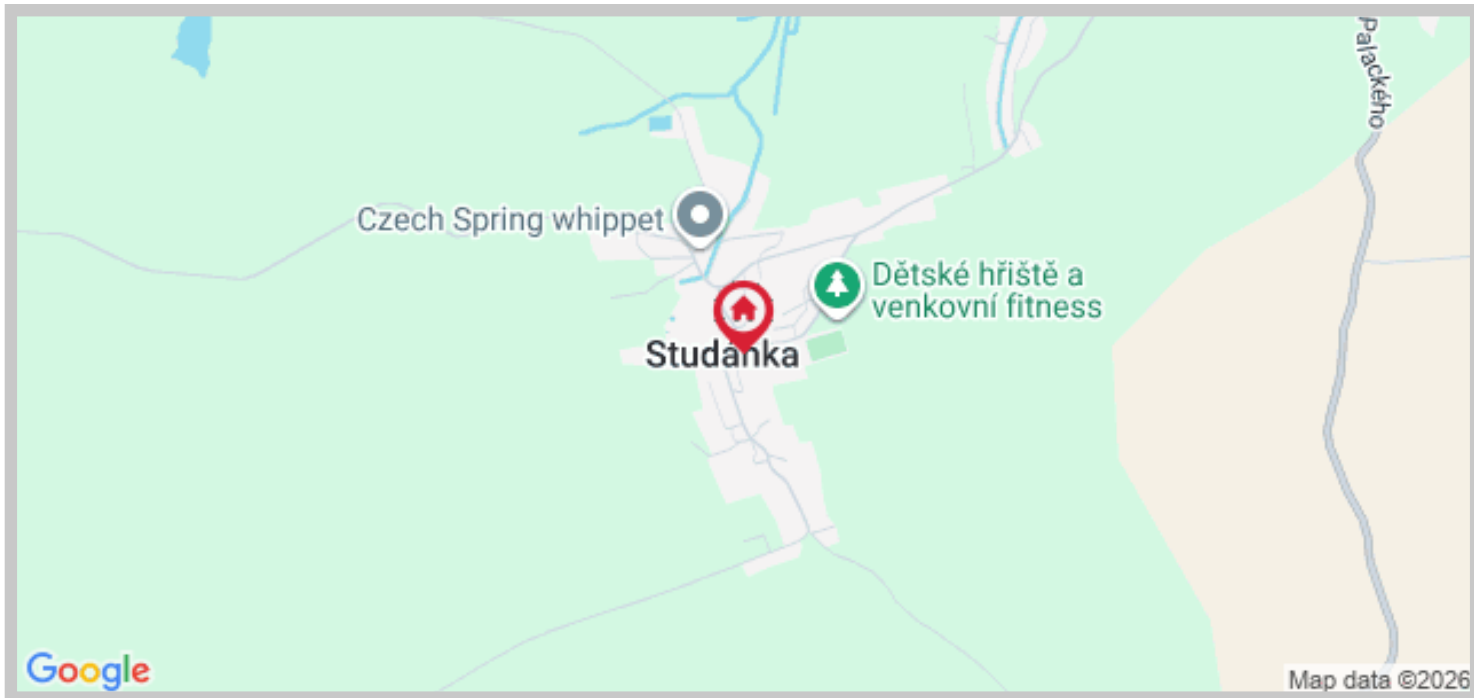 Palackého
Czech Spring whippet
Dětské hřiště a
venkovní fitness
Studánka
Google
Map data ©2026